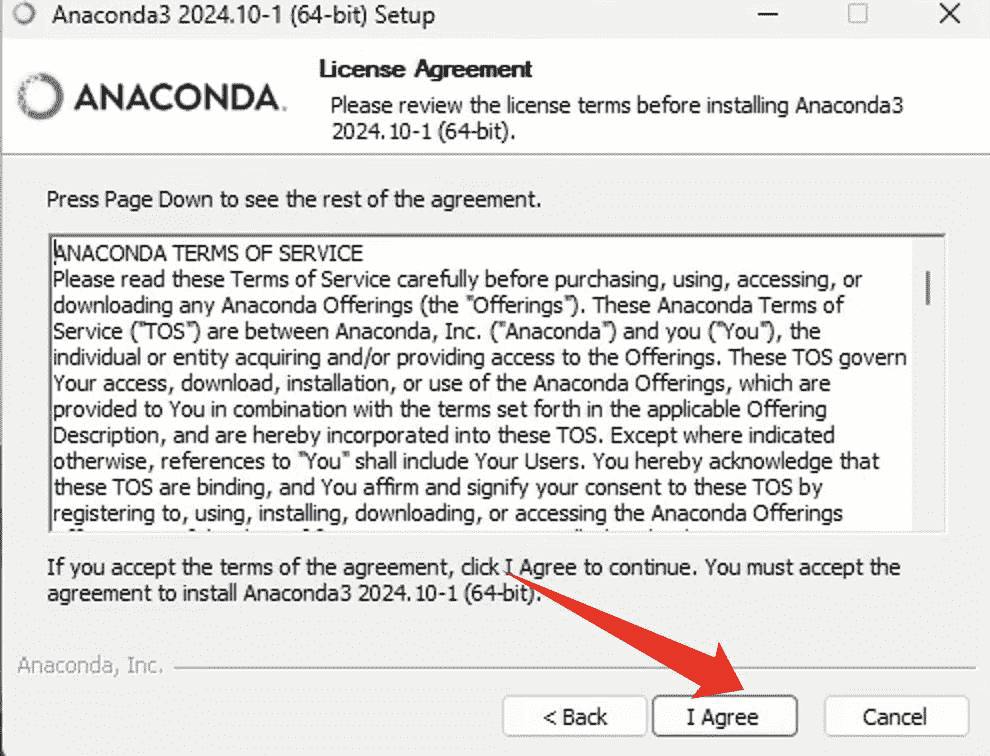 Anaconda3 2024.10-1 (64-bit) Setup
ANACONDA.
License Agreement
Please review the license terms before installing Anaconda3
2024.10-1 (64-bit).
Press Page Down to see the rest of the agreement.
ANACONDA TERMS OF SERVICE
Please read these Terms of Service carefully before purchasing, using, accessing, or
downloading any Anaconda Offerings (the "Offerings"). These Anaconda Terms of
Service ("TOS") are between Anaconda, Inc. ("Anaconda") and you ("You"), the
individual or entity acquiring and/or providing access to the Offerings. These TOS govern
Your access, download, installation, or use of the Anaconda Offerings, which are
provided to You in combination with the terms set forth in the applicable Offering
Description, and are hereby incorporated into these TOS. Except where indicated
otherwise, references to "You" shall include Your Users. You hereby acknowledge that
these TOS are binding, and You affirm and signify your consent to these TOS by
registering to, using, installing, downloading, or accessing the Anaconda Offerings
If you accept the terms of the agreement, click I Agree to continue. You must accept the
agreement to install Anaconda3 2024.10-1 (64-bit).
Anaconda, Inc.
< Back
I Agree
Cancel